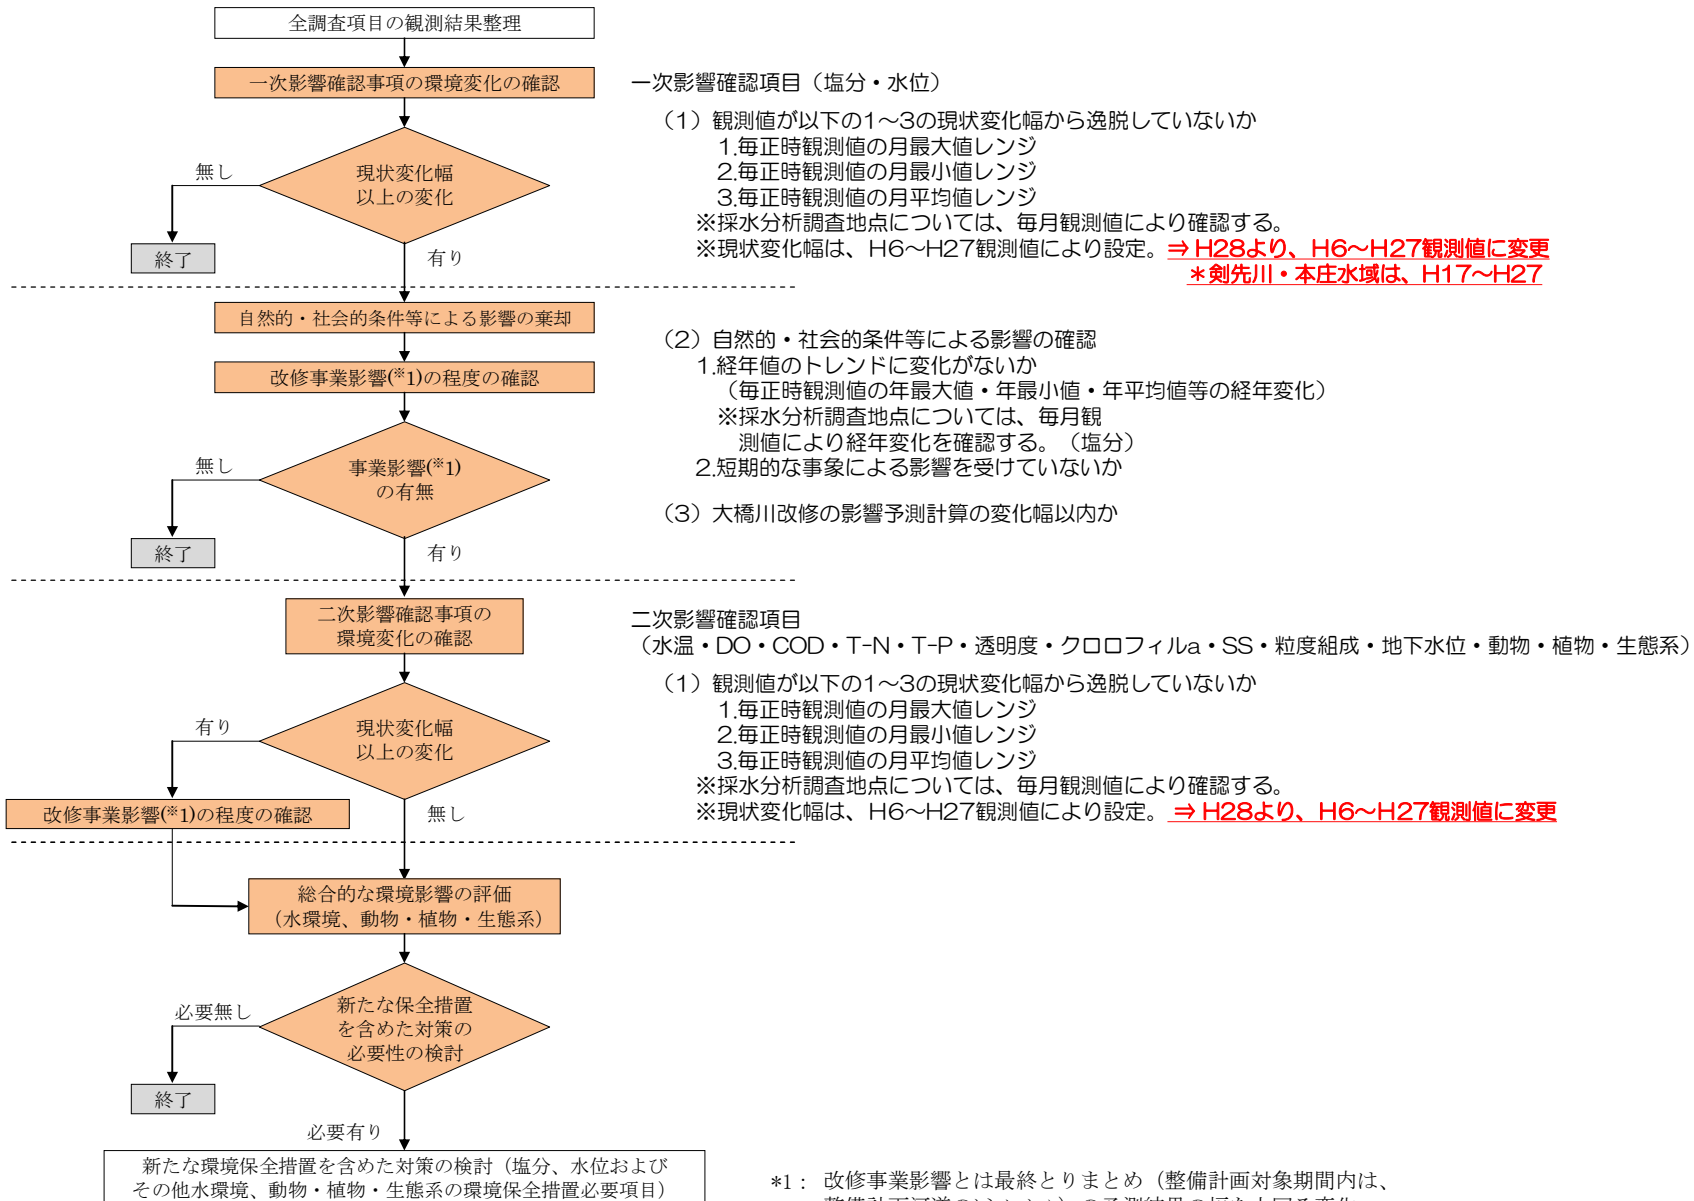 全調査項目の観測結果整理
一次影響確認事項の環境変化の確認
現状変化幅
以上の変化
無し
終了
有り
一次影響確認項目（塩分・水位）
（1）観測値が以下の1～3の現状変化幅から逸脱していないか
1.毎正時観測値の月最大値レンジ
2.毎正時観測値の月最小値レンジ
3.毎正時観測値の月平均値レンジ
※採水分析調査地点については、毎月観測値により確認する。
※現状変化幅は、H6～H27観測値により設定。⇒ H28より、H6～H27観測値に変更
＊剣先川・本庄水域は、H17～H27
自然的・社会的条件等による影響の棄却
改修事業影響(※1)の程度の確認
事業影響(※1)
の有無
無し
終了
有り
（2）自然的・社会的条件等による影響の確認
1.経年値のトレンドに変化がないか
（毎正時観測値の年最大値・年最小値・年平均値等の経年変化）
※採水分析調査地点については、毎月観
測値により経年変化を確認する。（塩分）
2.短期的な事象による影響を受けていないか
（3）大橋川改修の影響予測計算の変化幅以内か
二次影響確認事項の
環境変化の確認
現状変化幅
以上の変化
有り
改修事業影響(※1)の程度の確認
無し
二次影響確認項目
（水温・DO・COD・T-N・T-P・透明度・クロロフィルa・SS・粒度組成・地下水位・動物・植物・生態系）
（1）観測値が以下の1～3の現状変化幅から逸脱していないか
1.毎正時観測値の月最大値レンジ
2.毎正時観測値の月最小値レンジ
3.毎正時観測値の月平均値レンジ
※採水分析調査地点については、毎月観測値により確認する。
※現状変化幅は、H6～H27観測値により設定。⇒ H28より、H6～H27観測値に変更
総合的な環境影響の評価
（水環境、動物・植物・生態系）
新たな保全措置
を含めた対策の
必要性の検討
必要無し
終了
必要有り
新たな環境保全措置を含めた対策の検討（塩分、水位および
その他水環境、動物・植物・生態系の環境保全措置必要項目）
*1： 改修事業影響とは最終とりまとめ（整備計画対象期間内は、